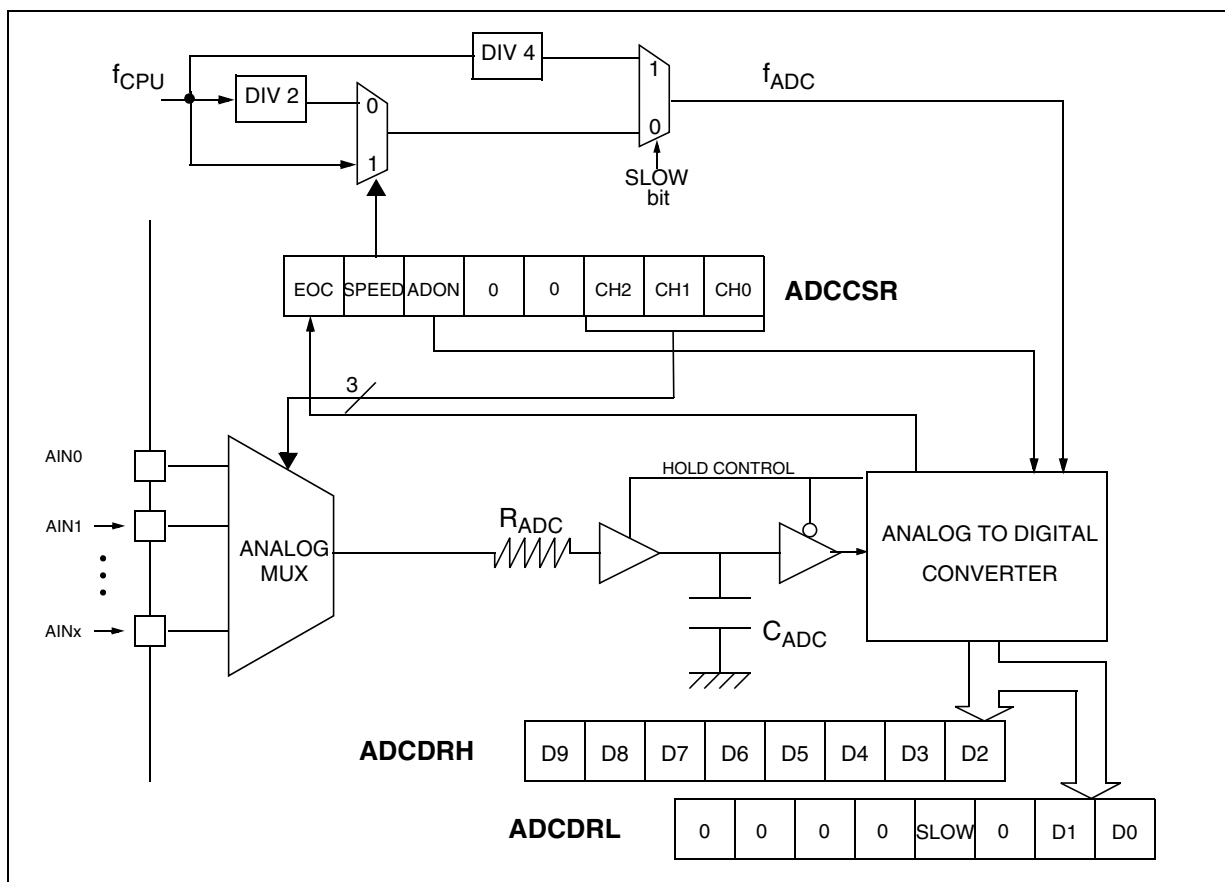 DIV 4
fCPU
DIV 2
0
1
1
0
fADC
SLOW
bit
EOC SPEED ADON 0 0 CH2 CH1 CH0
ADCCSR
3
AIN0
AIN1
AINx
ANALOG
MUX
RADC
HOLD CONTROL
CADC
ANALOG TO DIGITAL
CONVERTER
ADCDRH
D9 D8 D7 D6 D5 D4 D3 D2
ADCDRL
0 0 0 0 SLOW 0 D1 D0